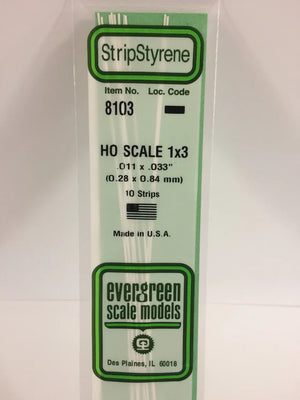 StripStyrene
Item No. Loc. Code
8103
HO SCALE 1x3
.011 x .033"
(0.28 x 0.84 mm)
10 Strips
Made in U.S.A.
evergreen
scale models
Des Plaines, IL 60018